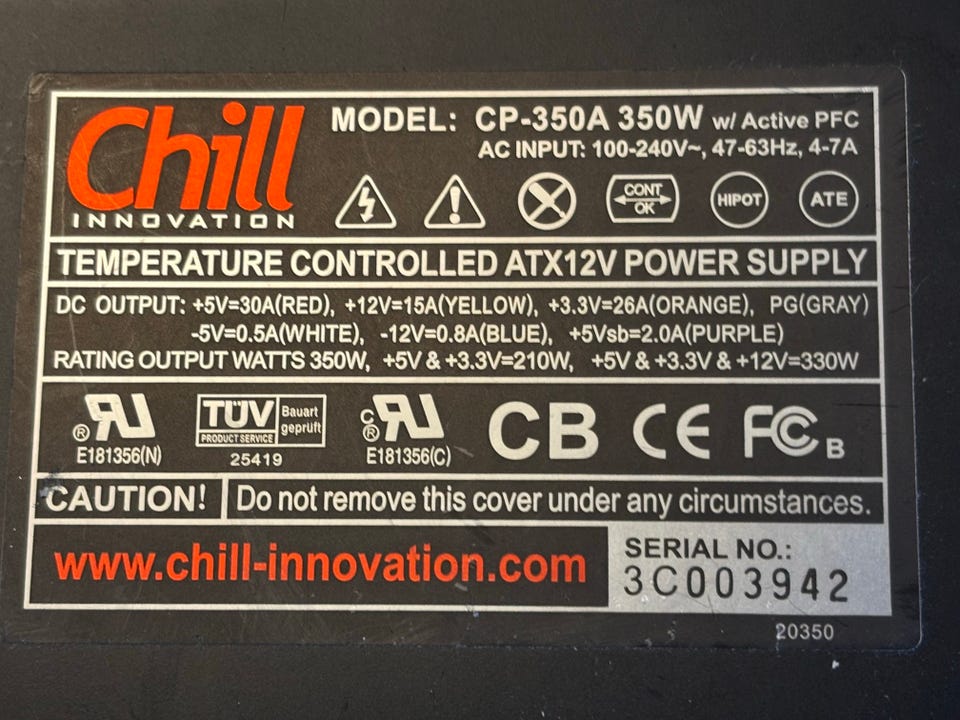 Chill
INNOVATION
MODEL: CP-350A 350W w/ Active PFC
AC INPUT: 100-240V~, 47-63Hz, 4-7A
CONT
OK
HIPOT
ATE
TEMPERATURE CONTROLLED ATX12V POWER SUPPLY
DC OUTPUT: +5V=30A(RED), +12V=15A(YELLOW), +3.3V=26A(ORANGE), PG(GRAY)
-5V=0.5A(WHITE), -12V=0.8A(BLUE), +5Vsb=2.0A(PURPLE)
RATING OUTPUT WATTS 350W, +5V & +3.3V=210W, +5V & +3.3V & +12V=330W
® RU
E181356(N)
TÜV
PRODUCT SERVICE
Bauart
geprüft
25419
C ® RU
E181356(C)
CB CE FC B
CAUTION! Do not remove this cover under any circumstances.
www.chill-innovation.com
SERIAL NO.:
3C003942
20350